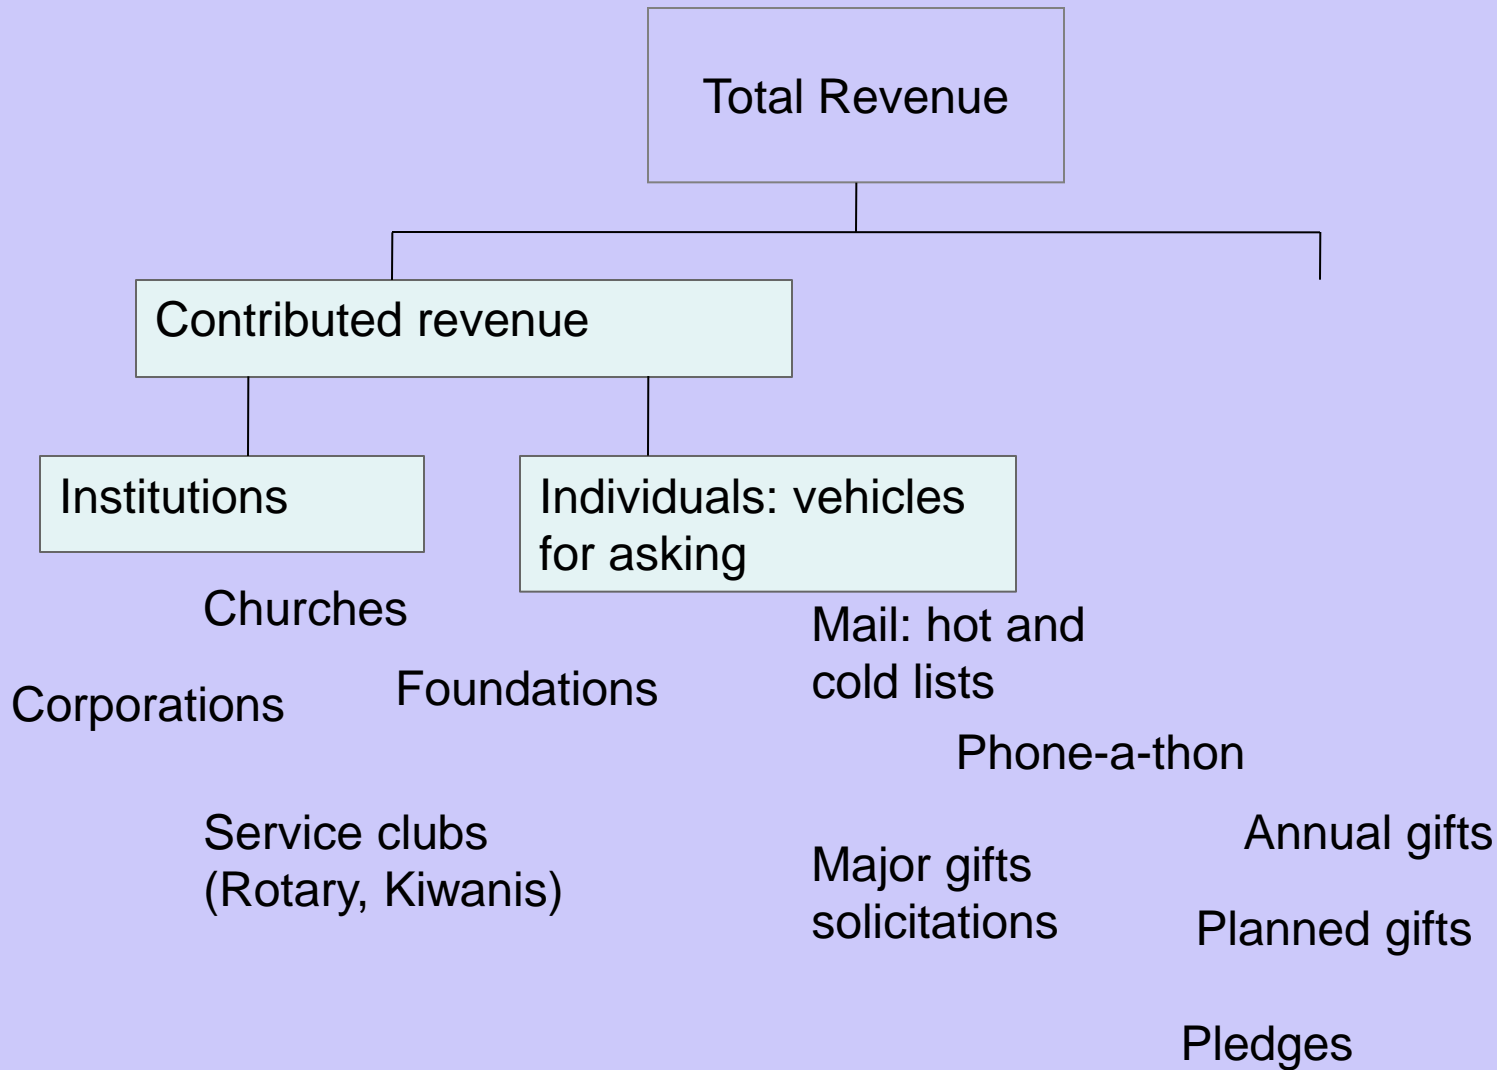 Total Revenue
Contributed revenue
Institutions
Individuals: vehicles
for asking
Churches
Mail: hot and
cold lists
Corporations
Foundations
Phone-a-thon
Service clubs
(Rotary, Kiwanis)
Annual gifts
Major gifts
solicitations
Planned gifts
Pledges